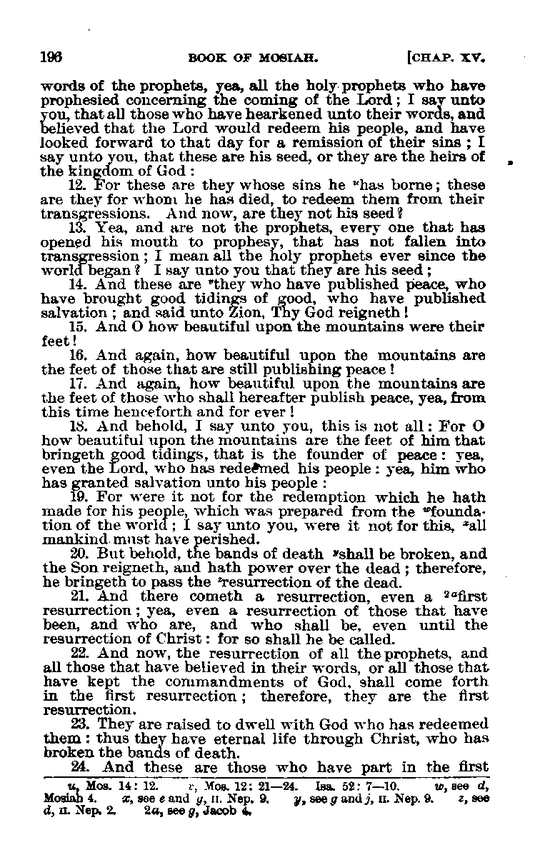 196 BOOK OF MOSIAH. [CHAP. XV.
words of the prophets, yea, all the holy prophets who have
prophesied concerning the coming of the Lord; I say unto
you, that all those who have hearkened unto their words, and
believed that the Lord would redeem his people, and have
looked forward to that day for a remission of their sins; I
say unto you, that these are his seed, or they are the heirs of
the kingdom of God:
12. For these are they whose sins he ᵘhas borne; these
are they for whom he has died, to redeem them from their
transgressions. And now, are they not his seed?
13. Yea, and are not the prophets, every one that has
opened his mouth to prophesy, that has not fallen into
transgression; I mean all the holy prophets ever since the
world began? I say unto you that they are his seed;
14. And these are ᵛthey who have published peace, who
have brought good tidings of good, who have published
salvation; and said unto Zion, Thy God reigneth!
15. And O how beautiful upon the mountains were their
feet!
16. And again, how beautiful upon the mountains are
the feet of those that are still publishing peace!
17. And again, how beautiful upon the mountains are
the feet of those who shall hereafter publish peace, yea, from
this time henceforth and for ever!
18. And behold, I say unto you, this is not all: For O
how beautiful upon the mountains are the feet of him that
bringeth good tidings, that is the founder of peace: yea,
even the Lord, who has redeemed his people: yea, him who
has granted salvation unto his people:
19. For were it not for the redemption which he hath
made for his people, which was prepared from the ʷfounda-
tion of the world; I say unto you, were it not for this, ˣall
mankind must have perished.
20. But behold, the bands of death ʸshall be broken, and
the Son reigneth, and hath power over the dead; therefore,
he bringeth to pass the ᶻresurrection of the dead.
21. And there cometh a resurrection, even a ²ᵃfirst
resurrection; yea, even a resurrection of those that have
been, and who are, and who shall be, even until the
resurrection of Christ: for so shall he be called.
22. And now, the resurrection of all the prophets, and
all those that have believed in their words, or all those that
have kept the commandments of God, shall come forth
in the first resurrection; therefore, they are the first
resurrection.
23. They are raised to dwell with God who has redeemed
them: thus they have eternal life through Christ, who has
broken the bands of death.
24. And these are those who have part in the first
u, Mos. 14: 12. v, Mos. 12: 21—24. Isa. 52: 7—10. w, see d,
Mosiah 4. x, see e and y, II. Nep. 9. y, see g and j, II. Nep. 9. z, see
d, II. Nep. 2. 2a, see g, Jacob 4.